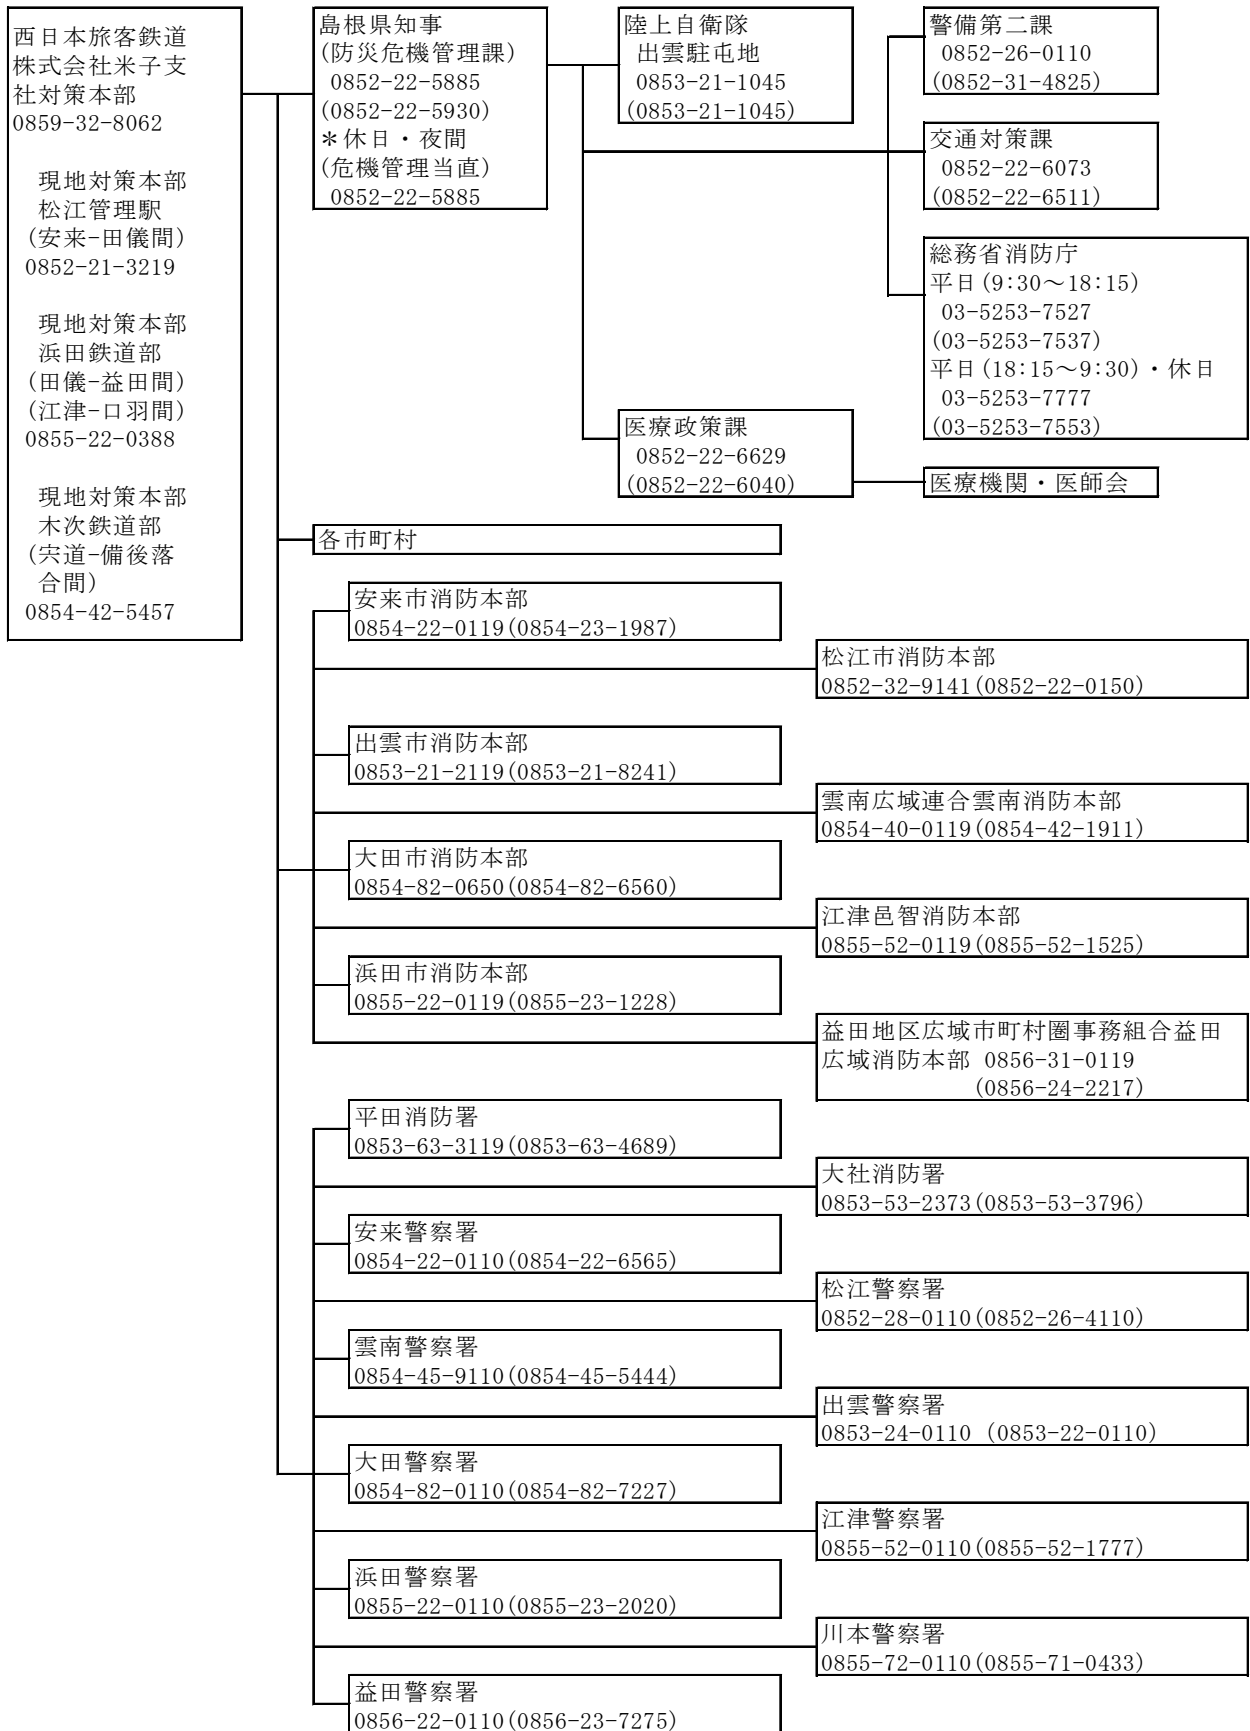 西日本旅客鉄道
株式会社米子支
社対策本部
0859-32-8062
現地対策本部
松江管理駅
(安来-田儀間)
0852-21-3219
現地対策本部
浜田鉄道部
(田儀-益田間)
(江津-口羽間)
0855-22-0388
現地対策本部
木次鉄道部
(宍道-備後落
合間)
0854-42-5457
島根県知事
(防災危機管理課)
0852-22-5885
(0852-22-5930)
*休日・夜間
(危機管理当直)
0852-22-5885
陸上自衛隊
出雲駐屯地
0853-21-1045
(0853-21-1045)
警備第二課
0852-26-0110
(0852-31-4825)
交通対策課
0852-22-6073
(0852-22-6511)
総務省消防庁
平日(9:30～18:15)
03-5253-7527
(03-5253-7537)
平日(18:15～9:30)・休日
03-5253-7777
(03-5253-7553)
医療政策課
0852-22-6629
(0852-22-6040)
医療機関・医師会
各市町村
安来市消防本部
0854-22-0119(0854-23-1987)
松江市消防本部
0852-32-9141(0852-22-0150)
出雲市消防本部
0853-21-2119(0853-21-8241)
雲南広域連合雲南消防本部
0854-40-0119(0854-42-1911)
大田市消防本部
0854-82-0650(0854-82-6560)
江津邑智消防本部
0855-52-0119(0855-52-1525)
浜田市消防本部
0855-22-0119(0855-23-1228)
益田地区広域市町村圏事務組合益田
広域消防本部 0856-31-0119
(0856-24-2217)
平田消防署
0853-63-3119(0853-63-4689)
大社消防署
0853-53-2373(0853-53-3796)
安来警察署
0854-22-0110(0854-22-6565)
松江警察署
0852-28-0110(0852-26-4110)
雲南警察署
0854-45-9110(0854-45-5444)
出雲警察署
0853-24-0110 (0853-22-0110)
大田警察署
0854-82-0110(0854-82-7227)
江津警察署
0855-52-0110(0855-52-1777)
浜田警察署
0855-22-0110(0855-23-2020)
川本警察署
0855-72-0110(0855-71-0433)
益田警察署
0856-22-0110(0856-23-7275)